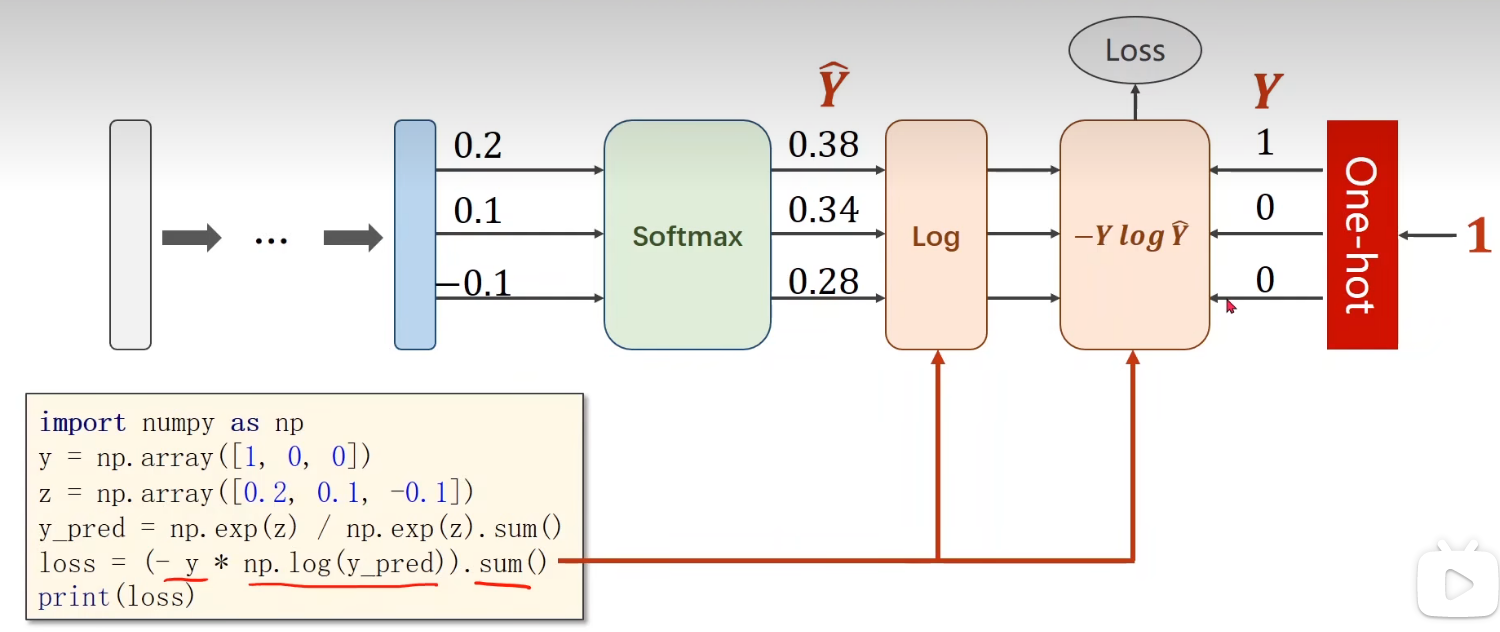 Loss
Ŷ
Y
0.2
0.38
1
0.1
0.34
0
−0.1
0.28
0
...
Softmax
Log
−Y log Ŷ
One-hot
1
import numpy as np
y = np.array([1, 0, 0])
z = np.array([0.2, 0.1, -0.1])
y_pred = np.exp(z) / np.exp(z).sum()
loss = (- y * np.log(y_pred)).sum()
print(loss)